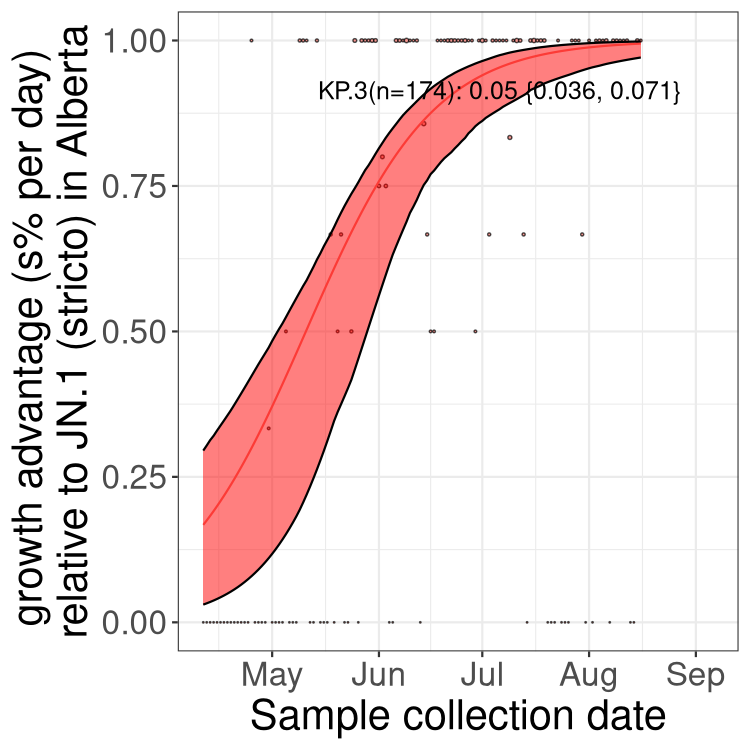 growth advantage (s% per day)
relative to JN.1 (stricto) in Alberta
1.00
0.75
0.50
0.25
0.00
KP.3(n=174): 0.05 {0.036, 0.071}
May Jun Jul Aug Sep
Sample collection date